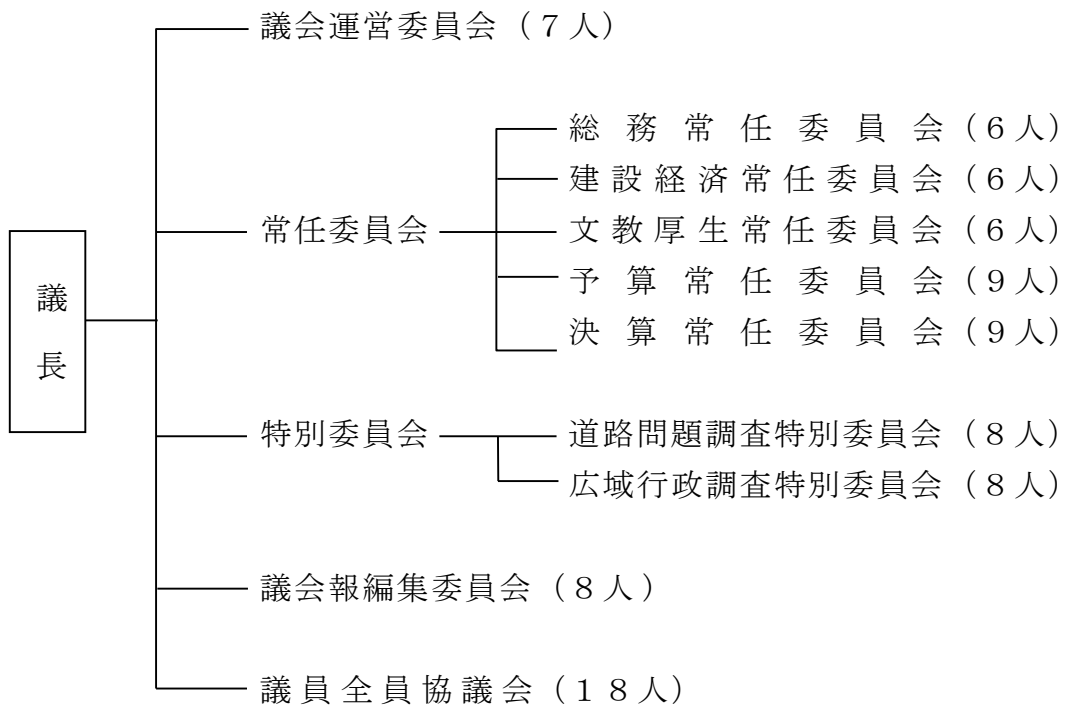 議会運営委員会（７人）
総務常任委員会（６人）
建設経済常任委員会（６人）
常任委員会
文教厚生常任委員会（６人）
予算常任委員会（９人）
決算常任委員会（９人）
議長
特別委員会
道路問題調査特別委員会（８人）
広域行政調査特別委員会（８人）
議会報編集委員会（８人）
議員全員協議会（１８人）